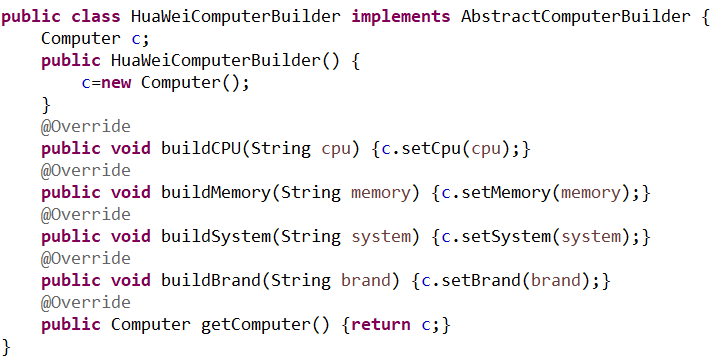 public class HuaWeiComputerBuilder implements AbstractComputerBuilder {
    Computer c;
    public HuaWeiComputerBuilder() {
        c=new Computer();
    }
    @Override
    public void buildCPU(String cpu) {c.setCpu(cpu);}
    @Override
    public void buildMemory(String memory) {c.setMemory(memory);}
    @Override
    public void buildSystem(String system) {c.setSystem(system);}
    @Override
    public void buildBrand(String brand) {c.setBrand(brand);}
    @Override
    public Computer getComputer() {return c;}
}